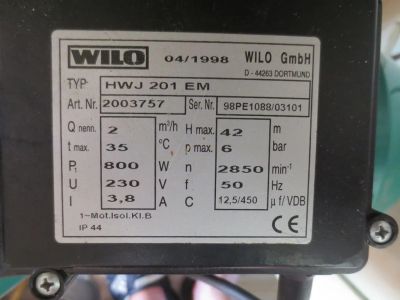 WILO 04/1998 WILO GmbH
D - 44263 DORTMUND
TYP HWJ 201 EM
Art. Nr. 2003757 Ser. Nr. 98PE1088/03101
Q nenn. 2 m³/h H max. 42 m
t max. 35 °C p max. 6 bar
P₁ 800 W n 2850 min⁻¹
U 230 V f 50 Hz
I 3,8 A C 12,5/450 μf/VDB
1~Mot.Isol.Kl.B
IP 44 CE